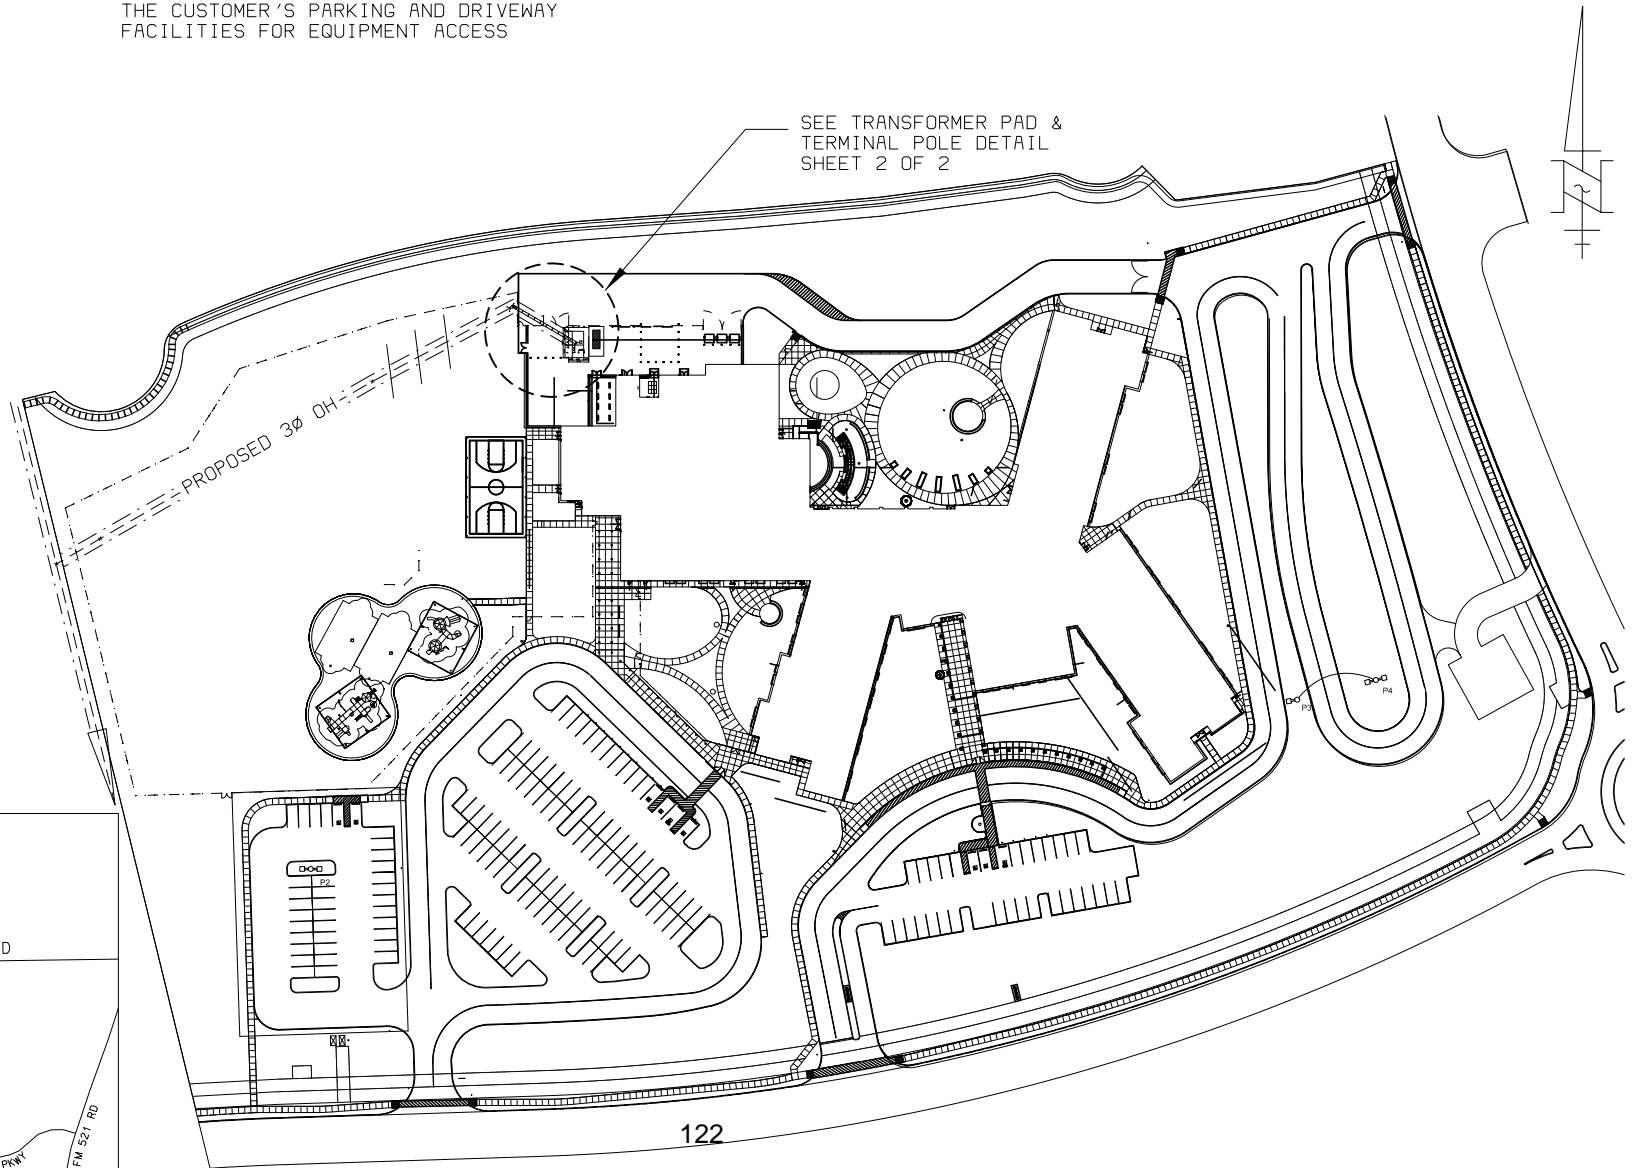 THE CUSTOMER'S PARKING AND DRIVEWAY
FACILITIES FOR EQUIPMENT ACCESS
SEE TRANSFORMER PAD &
TERMINAL POLE DETAIL
SHEET 2 OF 2
N
PROPOSED 3Ø OH
P4
P3
P2
D
FM 521 RD
PKWY
122